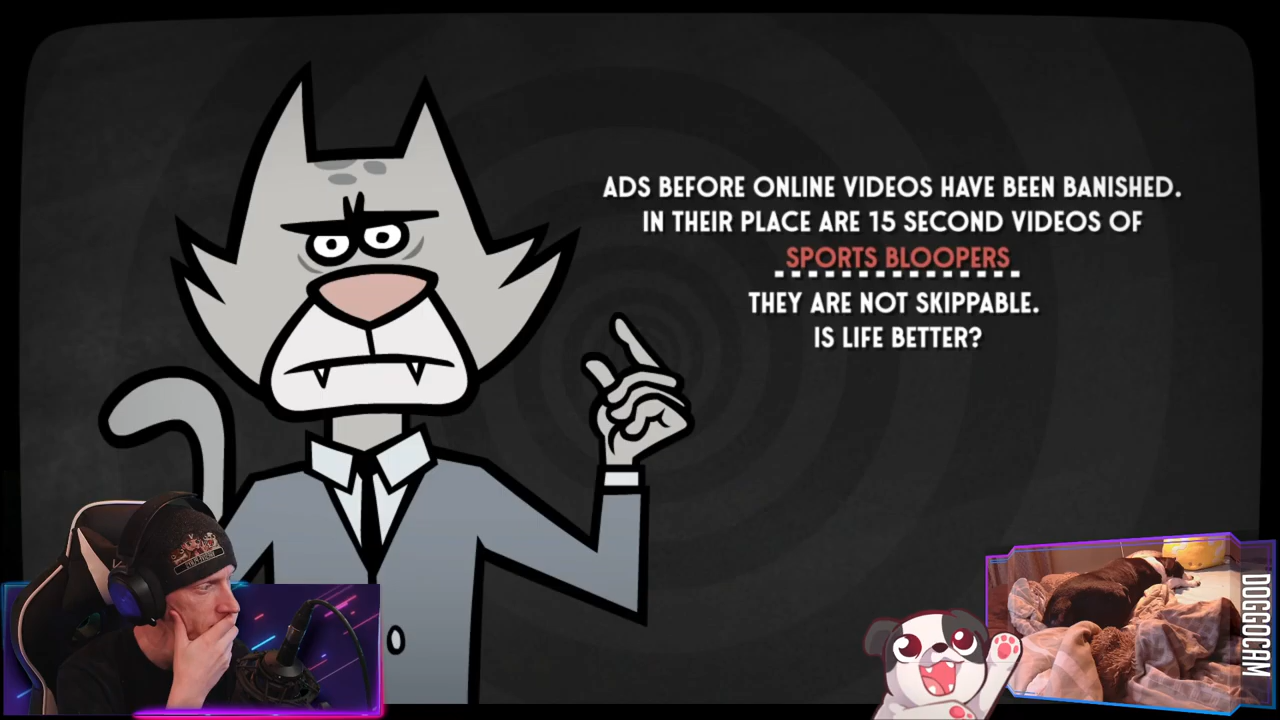 ADS BEFORE ONLINE VIDEOS HAVE BEEN BANISHED.
IN THEIR PLACE ARE 15 SECOND VIDEOS OF
SPORTS BLOOPERS
THEY ARE NOT SKIPPABLE.
IS LIFE BETTER?
DOGGOCAM